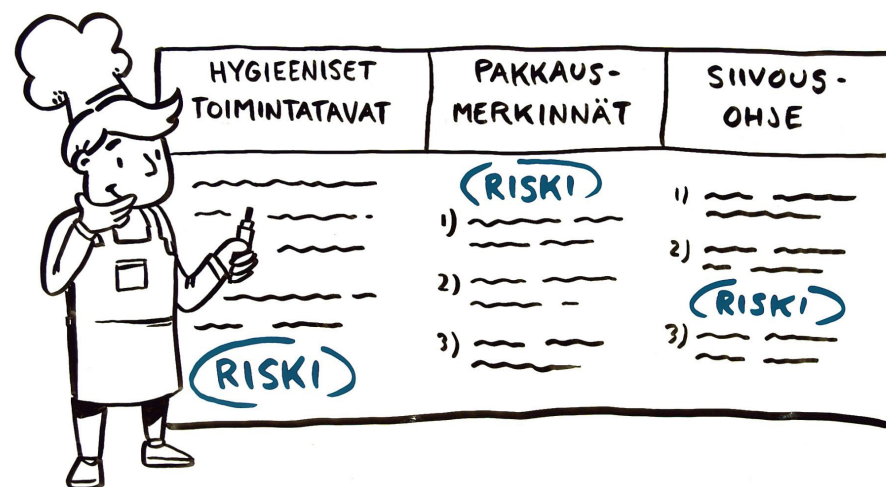 HYGIEENISET
TOIMINTATAVAT
RISKI
PAKKAUS-
MERKINNÄT
RISKI
1)
2)
3)
SIIVOUS-
OHJE
1)
2)
RISKI
3)